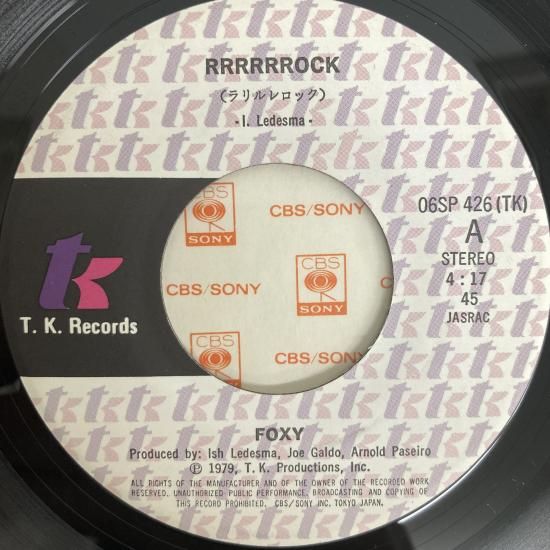 RRRRRROCK
(ラリルレロック)
- I. Ledesma -
06SP 426 (TK)
A
STEREO
4 : 17
45
JASRAC
tk
T. K. Records
CBS
SONY
CBS/SONY
CBS
SONY
CBS/SONY
CBS
SONY
CBS/SONY
FOXY
Produced by: Ish Ledesma, Joe Galdo, Arnold Paseiro
℗ 1979, T. K. Productions, Inc.
ALL RIGHTS OF THE MANUFACTURER AND OF THE OWNER OF THE RECORDED WORK
RESERVED. UNAUTHORIZED PUBLIC PERFORMANCE, BROADCASTING AND COPYING OF
THIS RECORD PROHIBITED. CBS/SONY INC. TOKYO JAPAN.